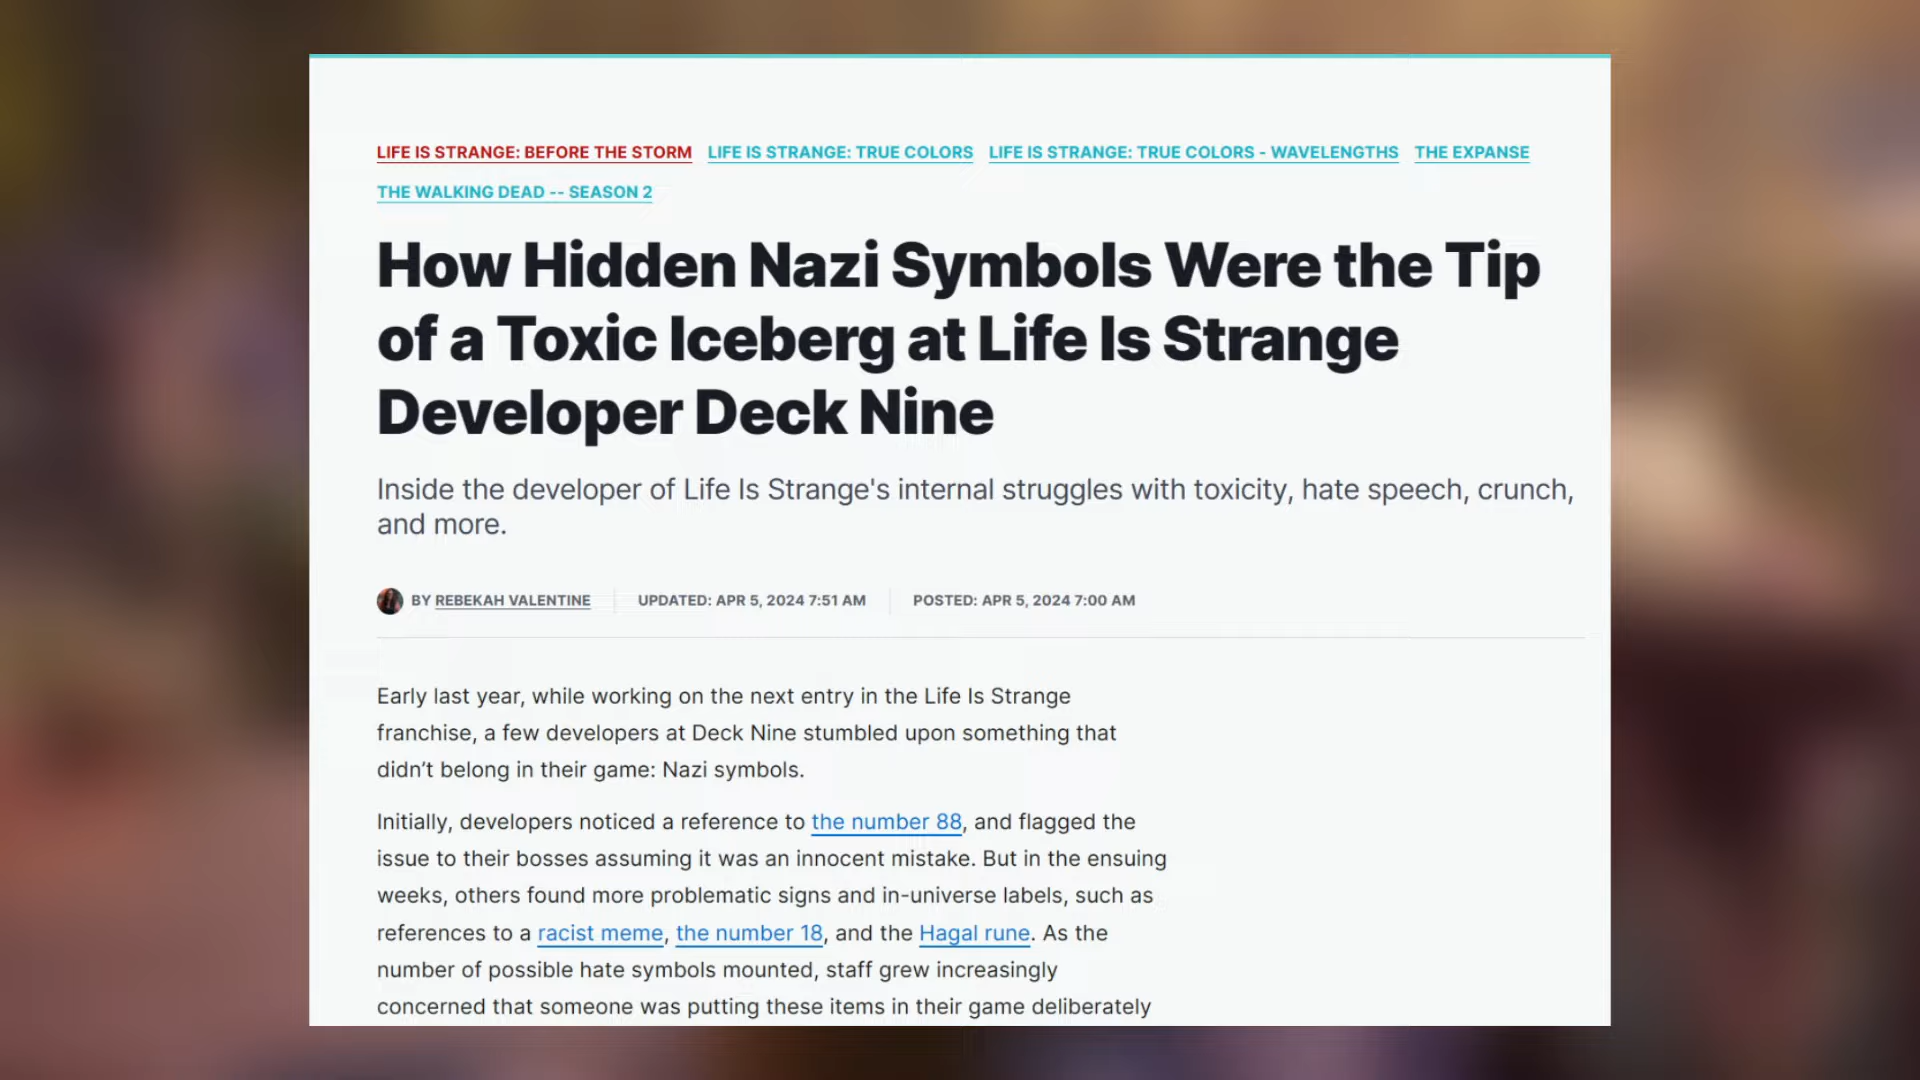 LIFE IS STRANGE: BEFORE THE STORM LIFE IS STRANGE: TRUE COLORS LIFE IS STRANGE: TRUE COLORS - WAVELENGTHS THE EXPANSE
THE WALKING DEAD -- SEASON 2
How Hidden Nazi Symbols Were the Tip
of a Toxic Iceberg at Life Is Strange
Developer Deck Nine
Inside the developer of Life Is Strange's internal struggles with toxicity, hate speech, crunch,
and more.
BY REBEKAH VALENTINE UPDATED: APR 5, 2024 7:51 AM POSTED: APR 5, 2024 7:00 AM
Early last year, while working on the next entry in the Life Is Strange
franchise, a few developers at Deck Nine stumbled upon something that
didn’t belong in their game: Nazi symbols.
Initially, developers noticed a reference to the number 88, and flagged the
issue to their bosses assuming it was an innocent mistake. But in the ensuing
weeks, others found more problematic signs and in-universe labels, such as
references to a racist meme, the number 18, and the Hagal rune. As the
number of possible hate symbols mounted, staff grew increasingly
concerned that someone was putting these items in their game deliberately